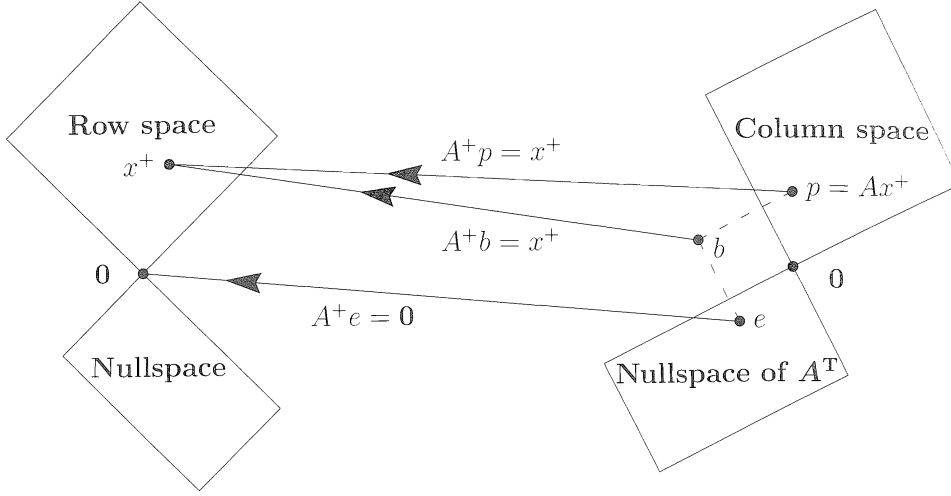 Row space
Column space
A⁺p = x⁺
x⁺
p = Ax⁺
A⁺b = x⁺
b
0
0
A⁺e = 0
e
Nullspace
Nullspace of Aᵀ